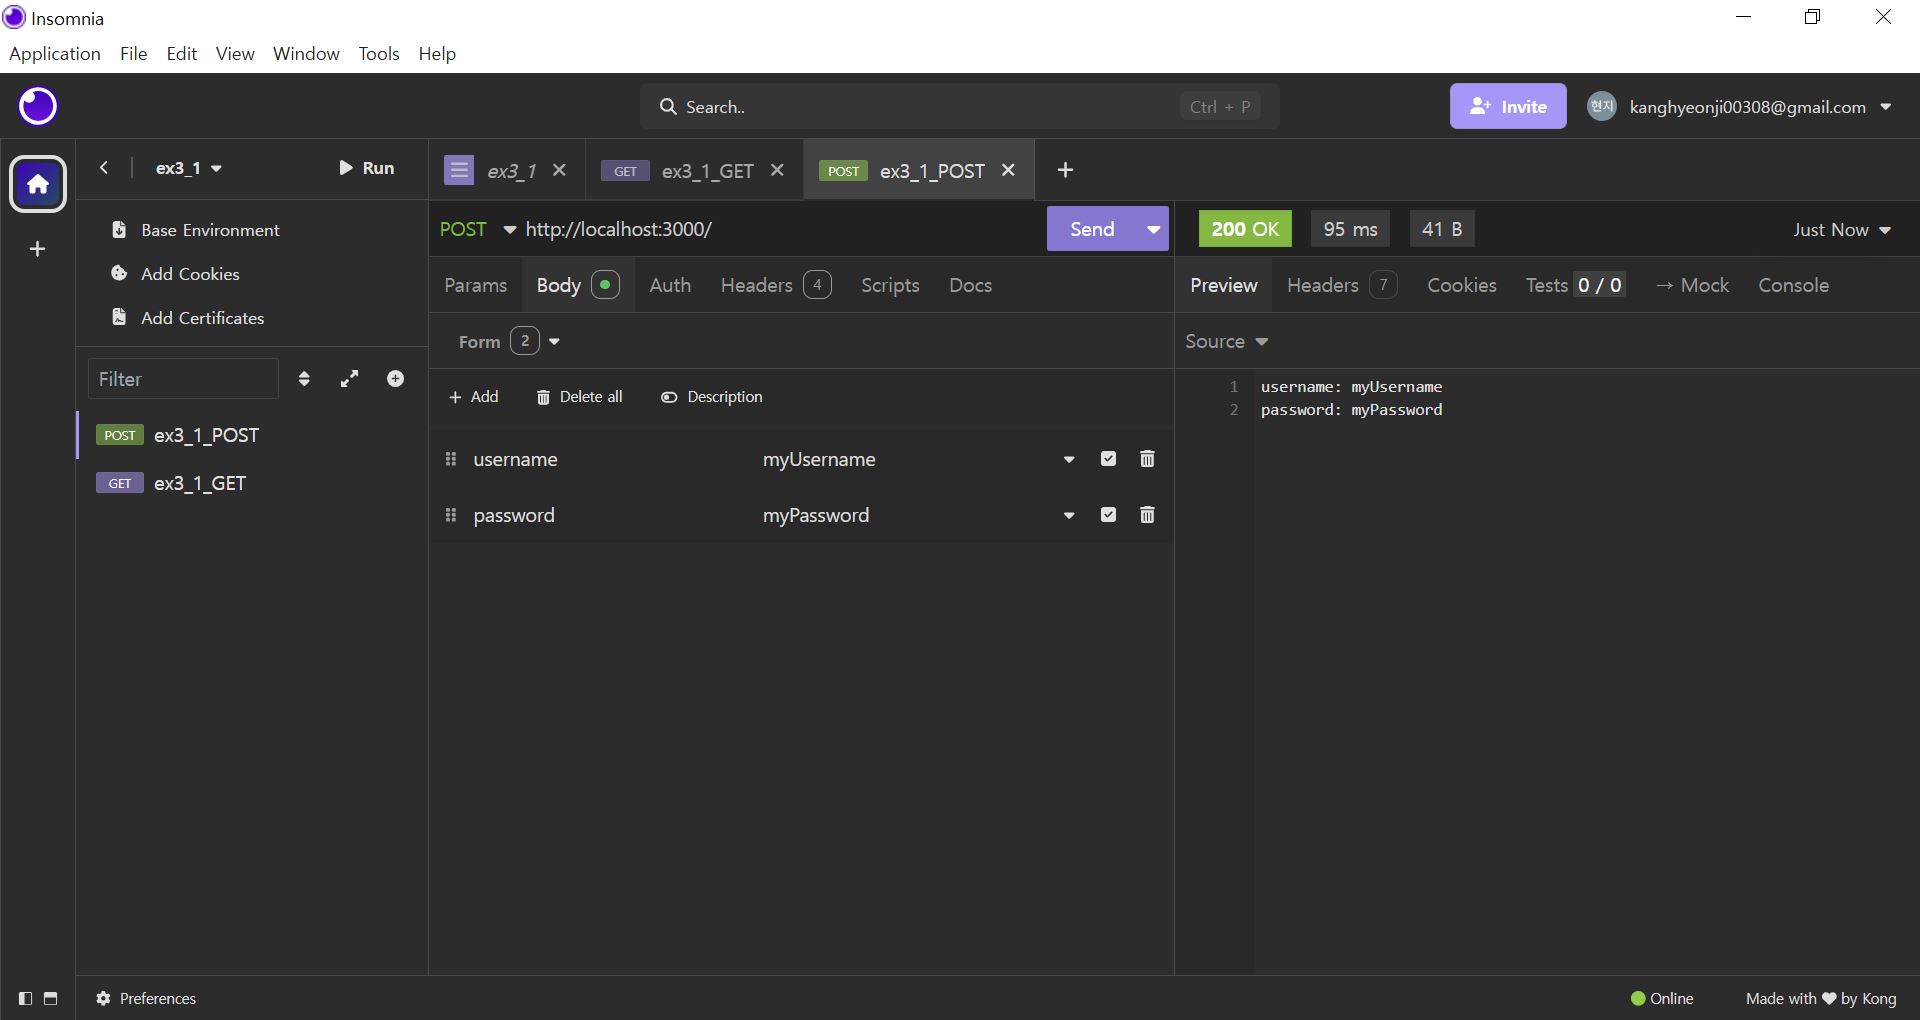 Insomnia
Application File Edit View Window Tools Help
Search.. Ctrl + P Invite 현지 kanghyeonji00308@gmail.com
ex3_1 Run ex3_1 GET ex3_1_GET POST ex3_1_POST
Base Environment
Add Cookies
Add Certificates
Filter
POST ex3_1_POST
GET ex3_1_GET
POST http://localhost:3000/ Send 200 OK 95 ms 41 B Just Now
Params Body Auth Headers 4 Scripts Docs Preview Headers 7 Cookies Tests 0 / 0 → Mock Console
Form 2 Source
+ Add Delete all Description
username myUsername
password myPassword
1 username: myUsername
2 password: myPassword
Preferences Online Made with ♥ by Kong